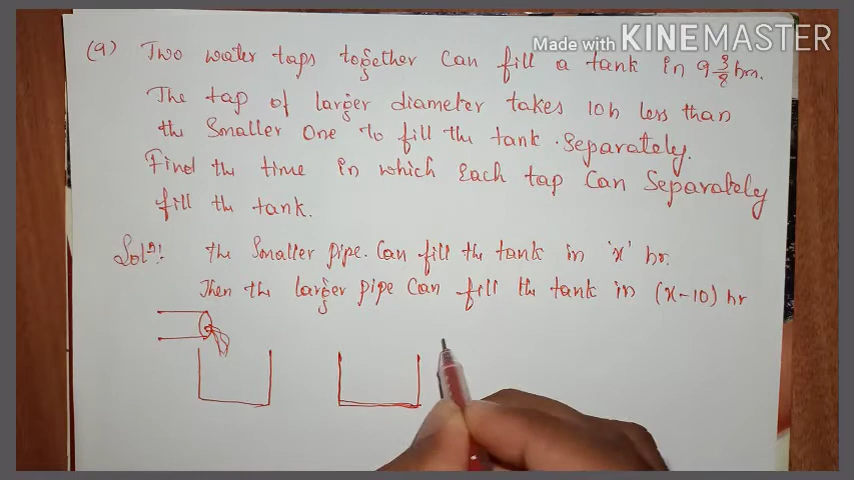 Made with KINEMASTER
(9) Two water taps together can fill a tank in 9 3/8 hrs.
The tap of larger diameter takes 10h less than
the Smaller one to fill the tank . Separately.
Find the time in which Each tap Can Separately
fill the tank.
Solⁿ! the Smaller pipe. Can fill the tank in 'x' hr.
Then the larger pipe Can fill the tank in (x-10) hr